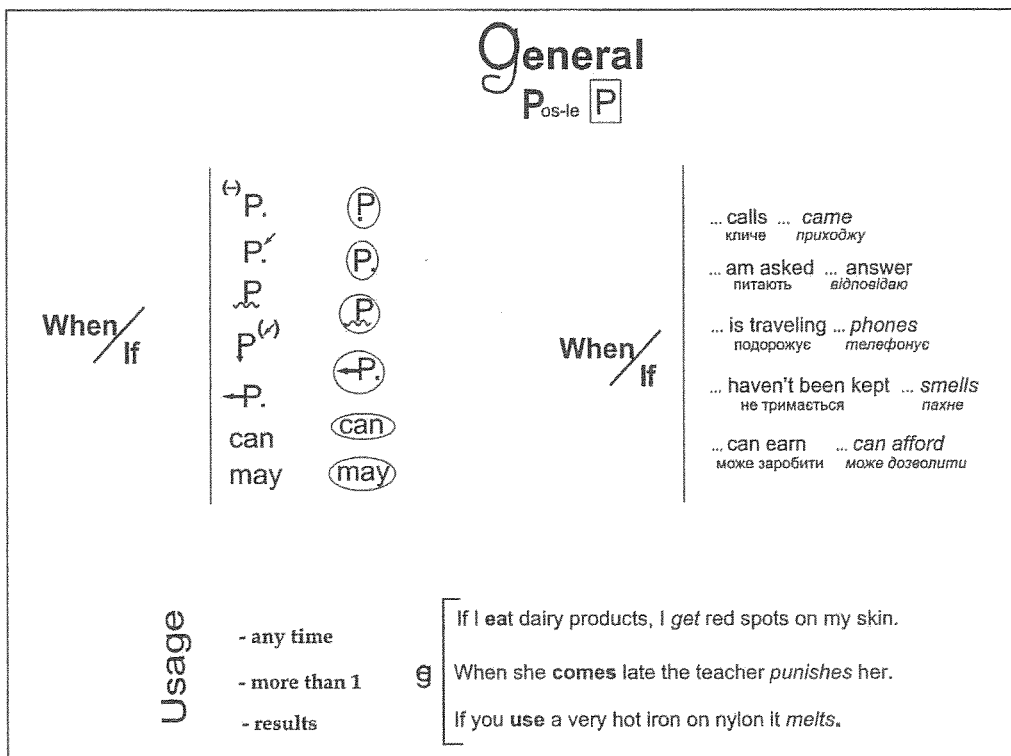 general
Pos-le P
When/If
(–)P. P.
P. P.
P P
P(✓) ←P.
←P.
can can
may may
When/If
... calls ... came
кличе приходжу
... am asked ... answer
питають відповідаю
... is traveling ... phones
подорожує телефонує
... haven't been kept ... smells
не тримається пахне
... can earn ... can afford
може заробити може дозволити
Usage
- any time
- more than 1
- results
g
If I eat dairy products, I get red spots on my skin.
When she comes late the teacher punishes her.
If you use a very hot iron on nylon it melts.